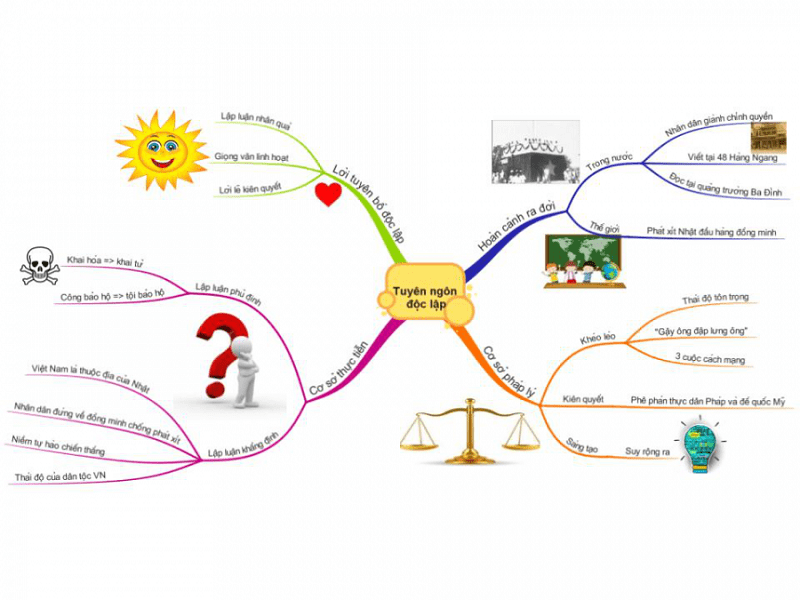 Tuyên ngôn
độc lập
Hoàn cảnh ra đời
Trong nước
Nhân dân giành chính quyền
Viết tại 48 Hàng Ngang
Đọc tại quảng trường Ba Đình
Thế giới
Phát xít Nhật đầu hàng đồng minh
Cơ sở pháp lý
Khéo léo
Thái độ tôn trọng
"Gậy ông đập lưng ông"
3 cuộc cách mạng
Kiên quyết
Phê phán thực dân Pháp và đế quốc Mỹ
Sáng tạo
Suy rộng ra
Cơ sở thực tiễn
Lập luận phủ định
Khai hóa => khai tử
Công bảo hộ => tội bảo hộ
Lập luận khẳng định
Việt Nam là thuộc địa của Nhật
Nhân dân đứng về đồng minh chống phát xít
Niềm tự hào chiến thắng
Thái độ của dân tộc VN
Lời tuyên bố độc lập
Lập luận nhân quả
Giọng văn linh hoạt
Lời lẽ kiên quyết